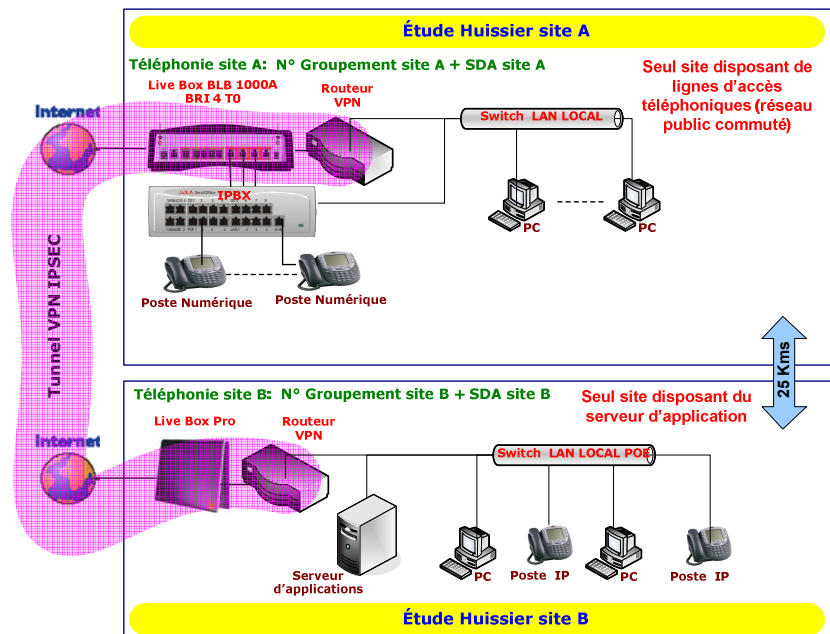 Étude Huissier site A
Téléphonie site A: N° Groupement site A + SDA site A
Seul site disposant de
lignes d'accès
téléphoniques (réseau
public commuté)
Live Box BLB 1000A
BRI 4 T0
Routeur
VPN
Internet
Switch LAN LOCAL
IPBX
PC
PC
Poste Numérique
Poste Numérique
Tunnel VPN IPSEC
25 Kms
Téléphonie site B: N° Groupement site B + SDA site B
Seul site disposant du
serveur d'application
Live Box Pro
Routeur
VPN
Internet
Switch LAN LOCAL POE
Serveur
d'applications
PC
Poste IP
PC
Poste IP
Étude Huissier site B